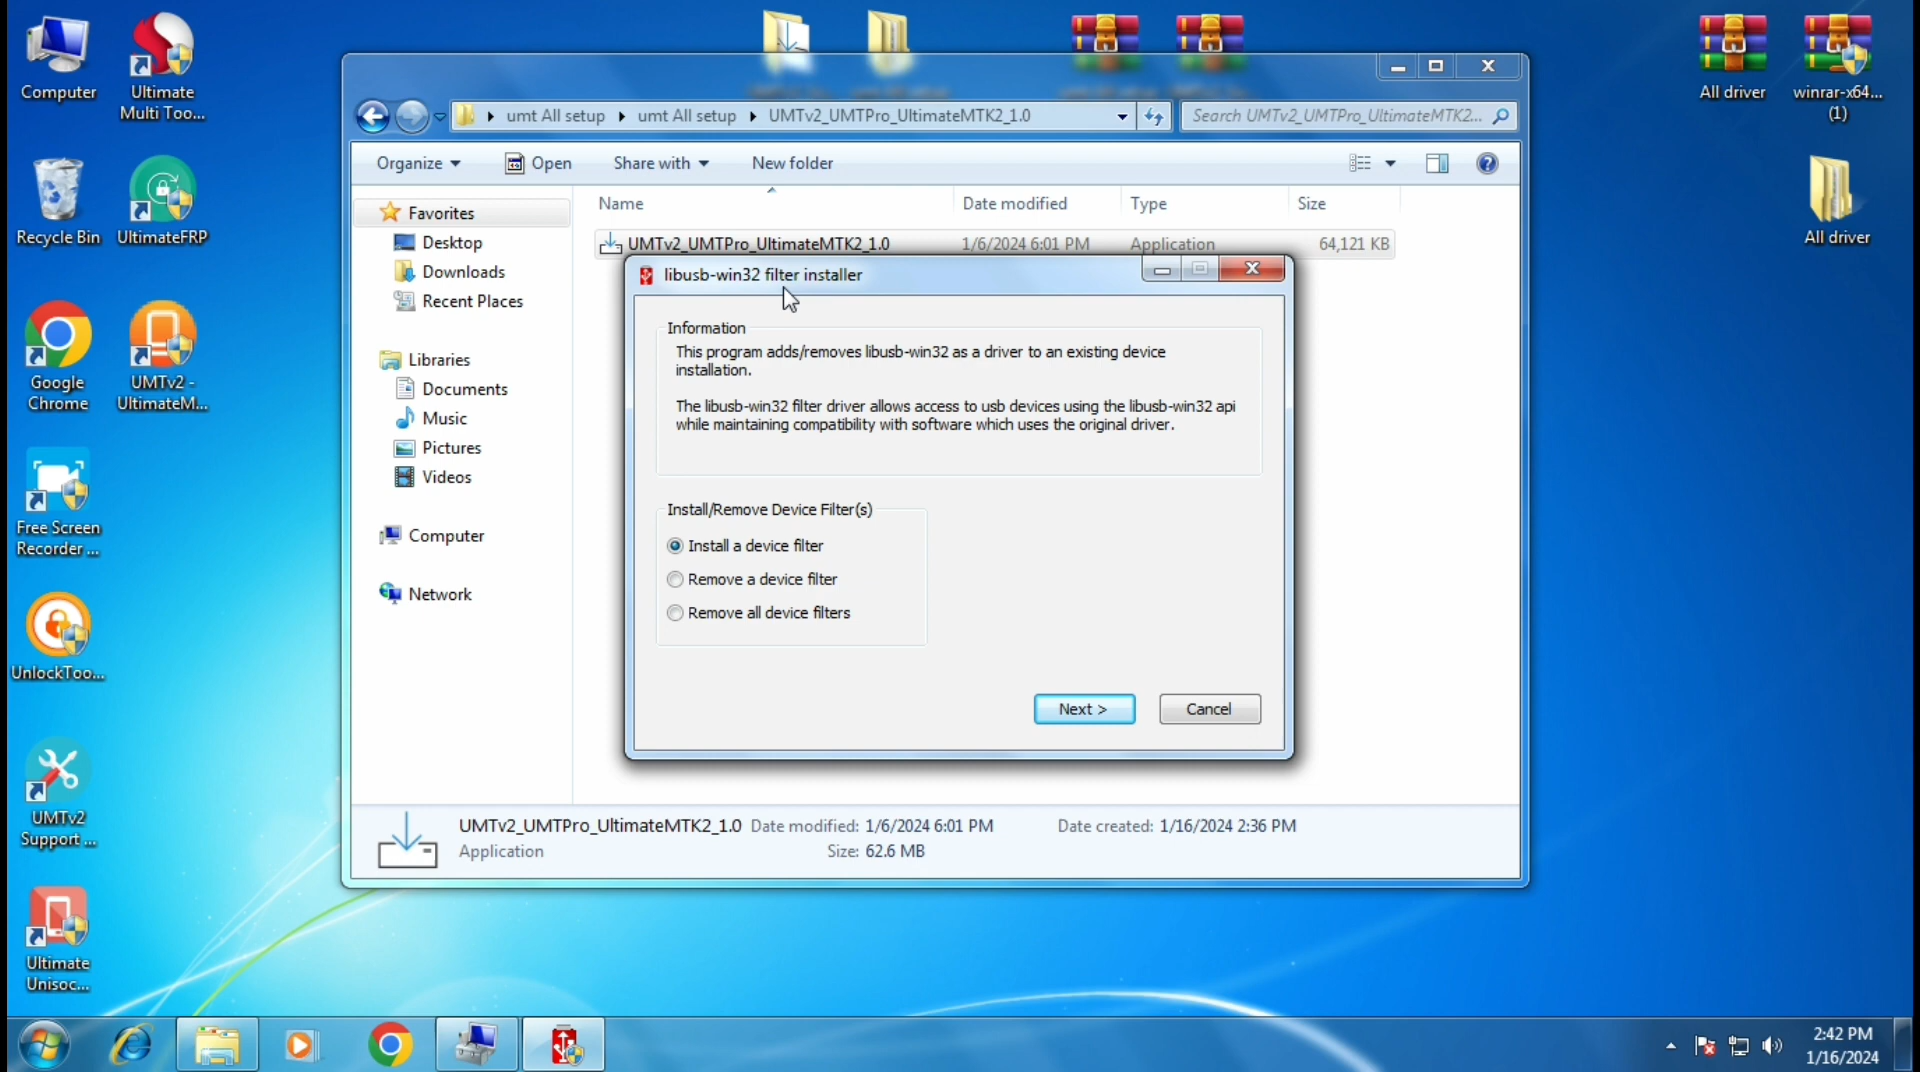 Computer
Ultimate
Multi Too...
Recycle Bin
UltimateFRP
Google
Chrome
UMTv2 -
UltimateM...
Free Screen
Recorder ...
UnlockToo...
UMTv2
Support ...
Ultimate
Unisoc...
All driver
winrar-x64...
(1)
All driver
umt All setup
umt All setup
UMTv2_UMTPro_UltimateMTK2_1.0
Search UMTv2_UMTPro_UltimateMTK2...
Organize
Open
Share with
New folder
Favorites
Desktop
Downloads
Recent Places
Libraries
Documents
Music
Pictures
Videos
Computer
Network
Name
Date modified
Type
Size
UMTv2_UMTPro_UltimateMTK2_1.0
1/6/2024 6:01 PM
Application
64,121 KB
libusb-win32 filter installer
Information
This program adds/removes libusb-win32 as a driver to an existing device
installation.
The libusb-win32 filter driver allows access to usb devices using the libusb-win32 api
while maintaining compatibility with software which uses the original driver.
Install/Remove Device Filter(s)
Install a device filter
Remove a device filter
Remove all device filters
Next >
Cancel
UMTv2_UMTPro_UltimateMTK2_1.0
Date modified: 1/6/2024 6:01 PM
Date created: 1/16/2024 2:36 PM
Application
Size: 62.6 MB
2:42 PM
1/16/2024